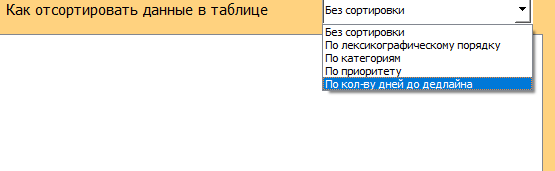 Как отсортировать данные в таблице
Без сортировки
Без сортировки
По лексикографическому порядку
По категориям
По приоритету
По кол-ву дней до дедлайна